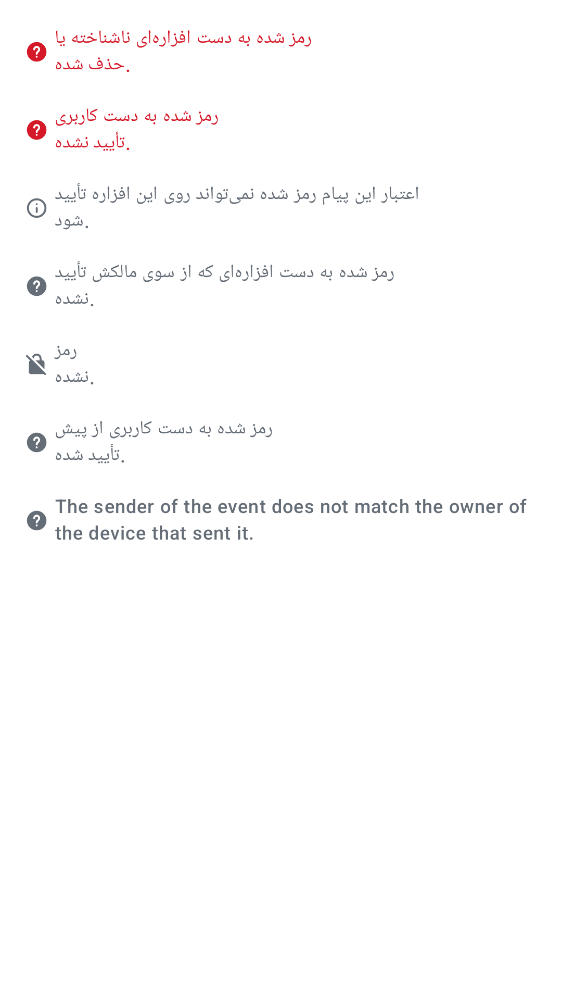 رمز شده به دست افزاره‌ای ناشناخته یا
حذف شده.
رمز شده به دست کاربری
تأیید نشده.
اعتبار این پیام رمز شده نمی‌تواند روی این افزاره تأیید
شود.
رمز شده به دست افزاره‌ای که از سوی مالکش تأیید
نشده.
رمز
نشده.
رمز شده به دست کاربری از پیش
تأیید شده.
The sender of the event does not match the owner of
the device that sent it.